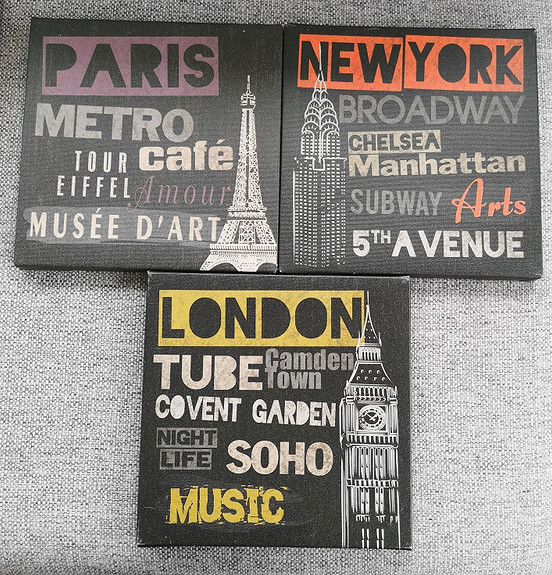 PARIS
METRO
TOUR café
EIFFEL Amour
MUSÉE D'ART
NEW YORK
BROADWAY
CHELSEA
Manhattan
SUBWAY Arts
5TH AVENUE
LONDON
TUBE Camden Town
COVENT GARDEN
NIGHT LIFE SOHO
MUSIC